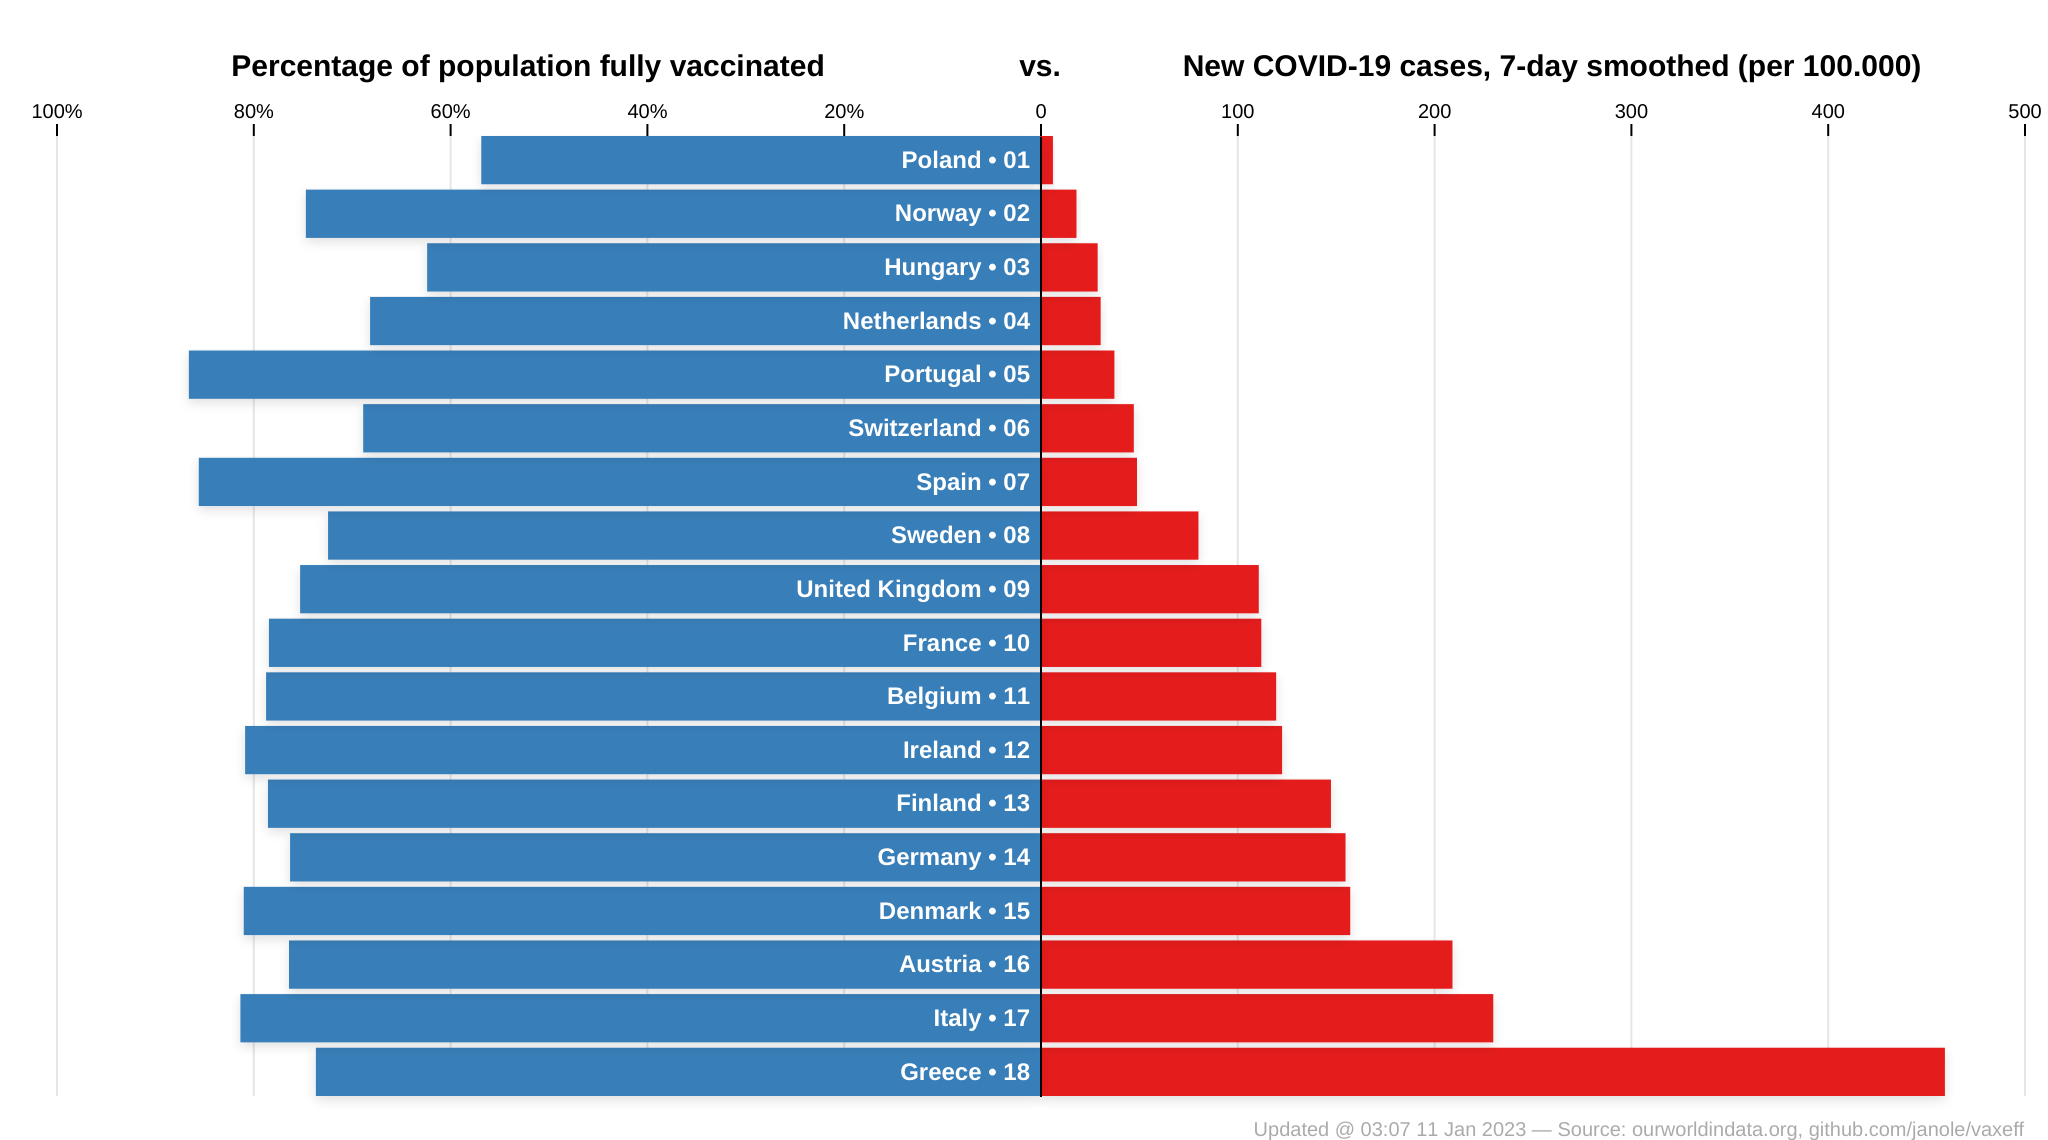 Percentage of population fully vaccinated vs. New COVID-19 cases, 7-day smoothed (per 100.000)
100% 80% 60% 40% 20% 0 100 200 300 400 500
Poland • 01
Norway • 02
Hungary • 03
Netherlands • 04
Portugal • 05
Switzerland • 06
Spain • 07
Sweden • 08
United Kingdom • 09
France • 10
Belgium • 11
Ireland • 12
Finland • 13
Germany • 14
Denmark • 15
Austria • 16
Italy • 17
Greece • 18
Updated @ 03:07 11 Jan 2023 — Source: ourworldindata.org, github.com/janole/vaxeff